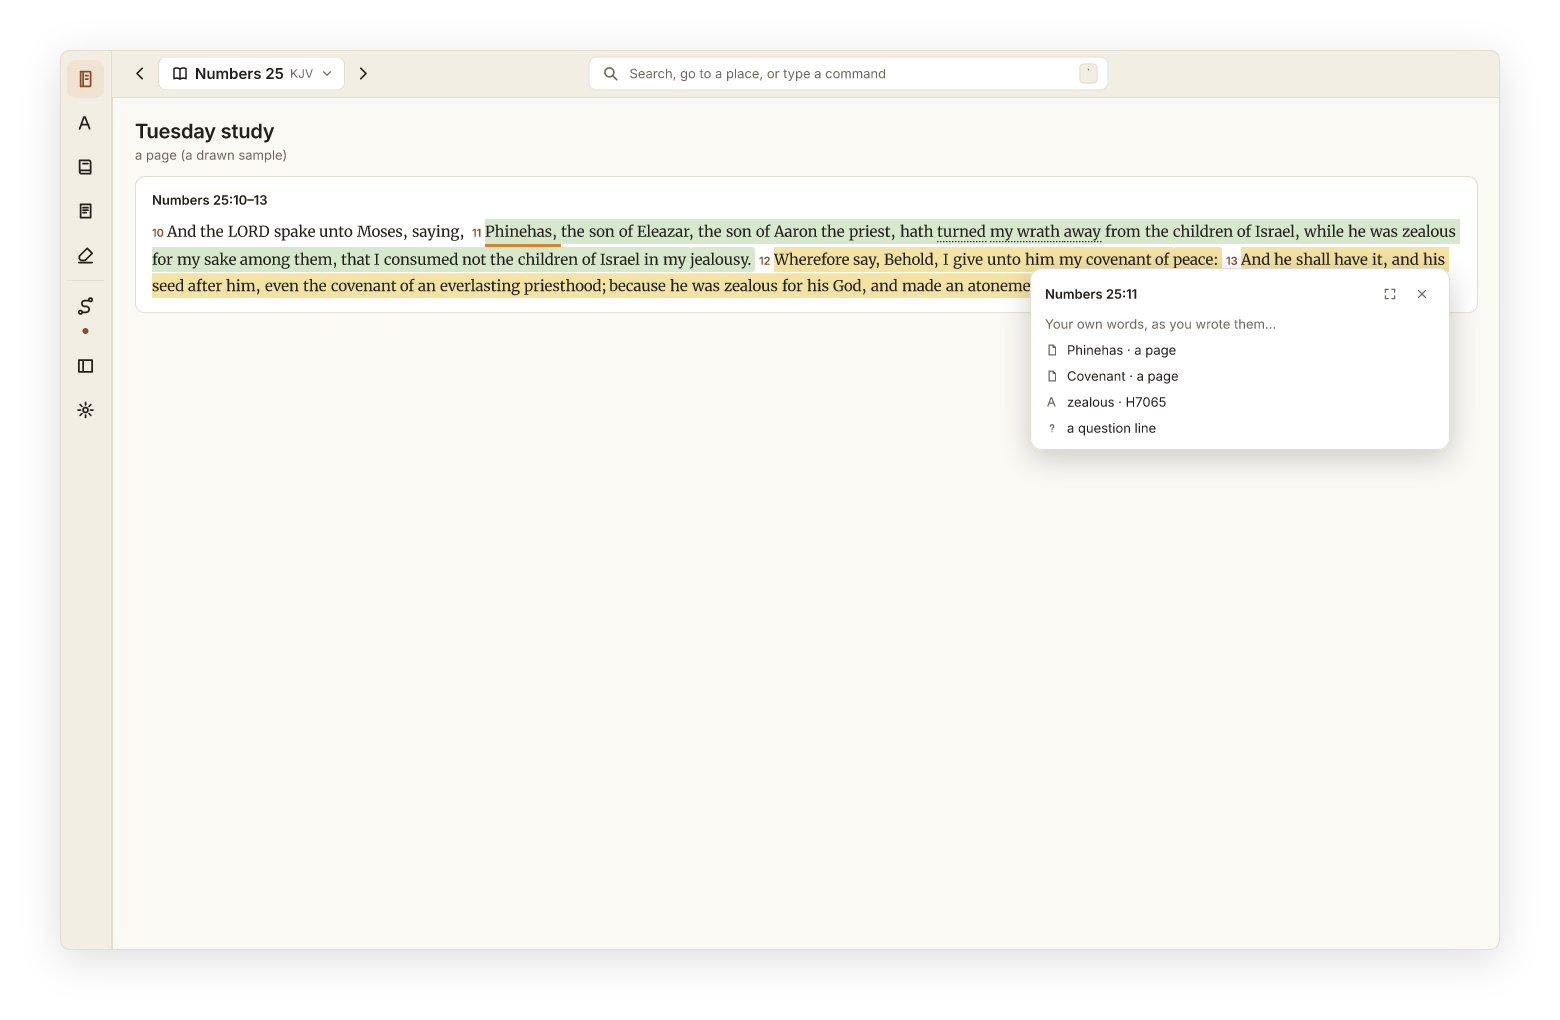 Numbers 25 KJV
Search, go to a place, or type a command
Tuesday study
a page (a drawn sample)
Numbers 25:10–13
10 And the LORD spake unto Moses, saying, 11 Phinehas, the son of Eleazar, the son of Aaron the priest, hath turned my wrath away from the children of Israel, while he was zealous
for my sake among them, that I consumed not the children of Israel in my jealousy. 12 Wherefore say, Behold, I give unto him my covenant of peace: 13 And he shall have it, and his
seed after him, even the covenant of an everlasting priesthood; because he was zealous for his God, and made an atoneme
Numbers 25:11
Your own words, as you wrote them...
Phinehas · a page
Covenant · a page
A zealous · H7065
? a question line